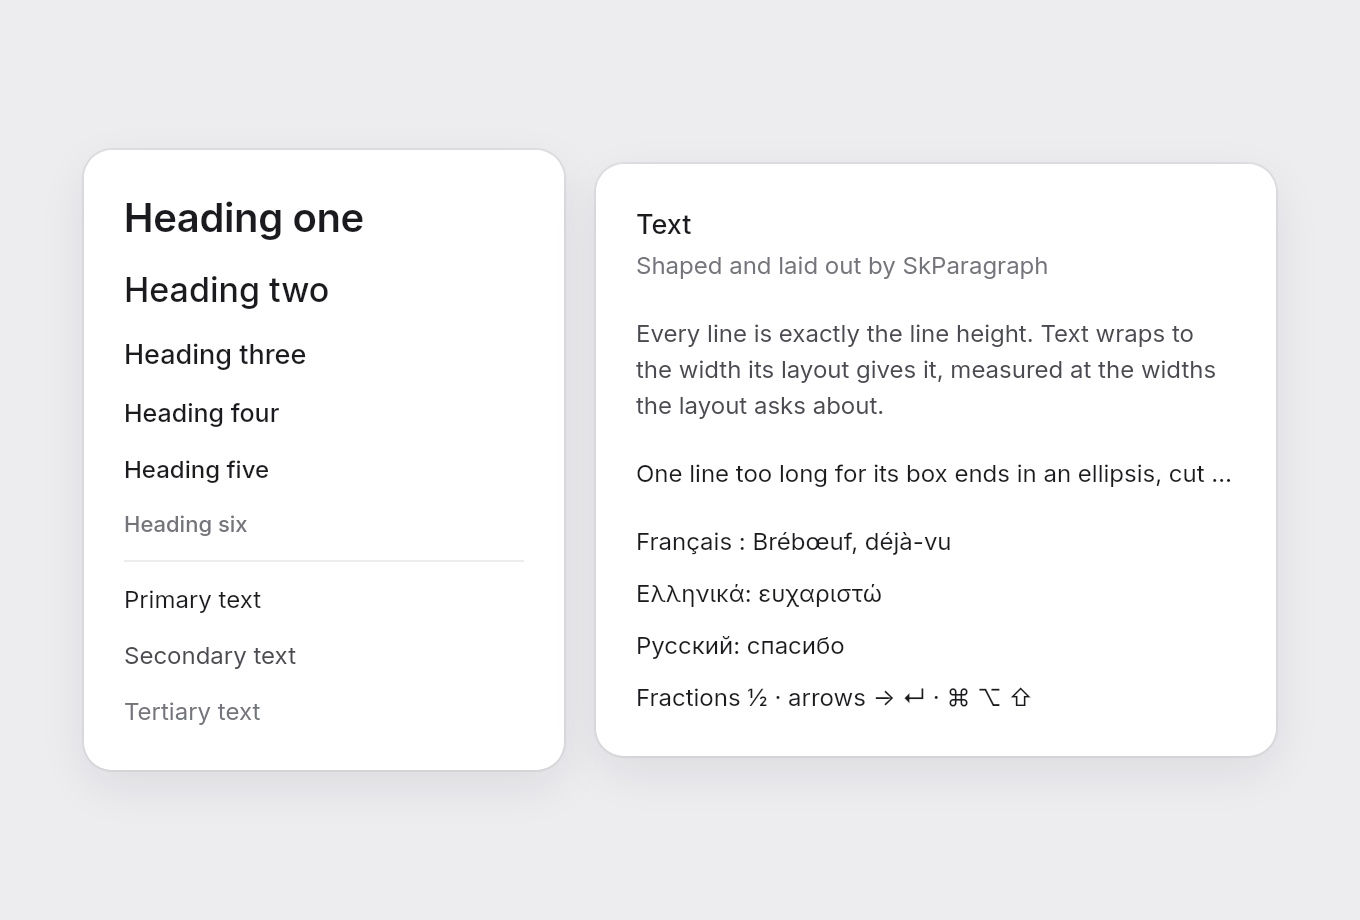 Heading one
Heading two
Heading three
Heading four
Heading five
Heading six
Primary text
Secondary text
Tertiary text
Text
Shaped and laid out by SkParagraph
Every line is exactly the line height. Text wraps to
the width its layout gives it, measured at the widths
the layout asks about.
One line too long for its box ends in an ellipsis, cut …
Français : Brébœuf, déjà-vu
Ελληνικά: ευχαριστώ
Русский: спасибо
Fractions ½ · arrows → ↵ · ⌘ ⌥ ⇧